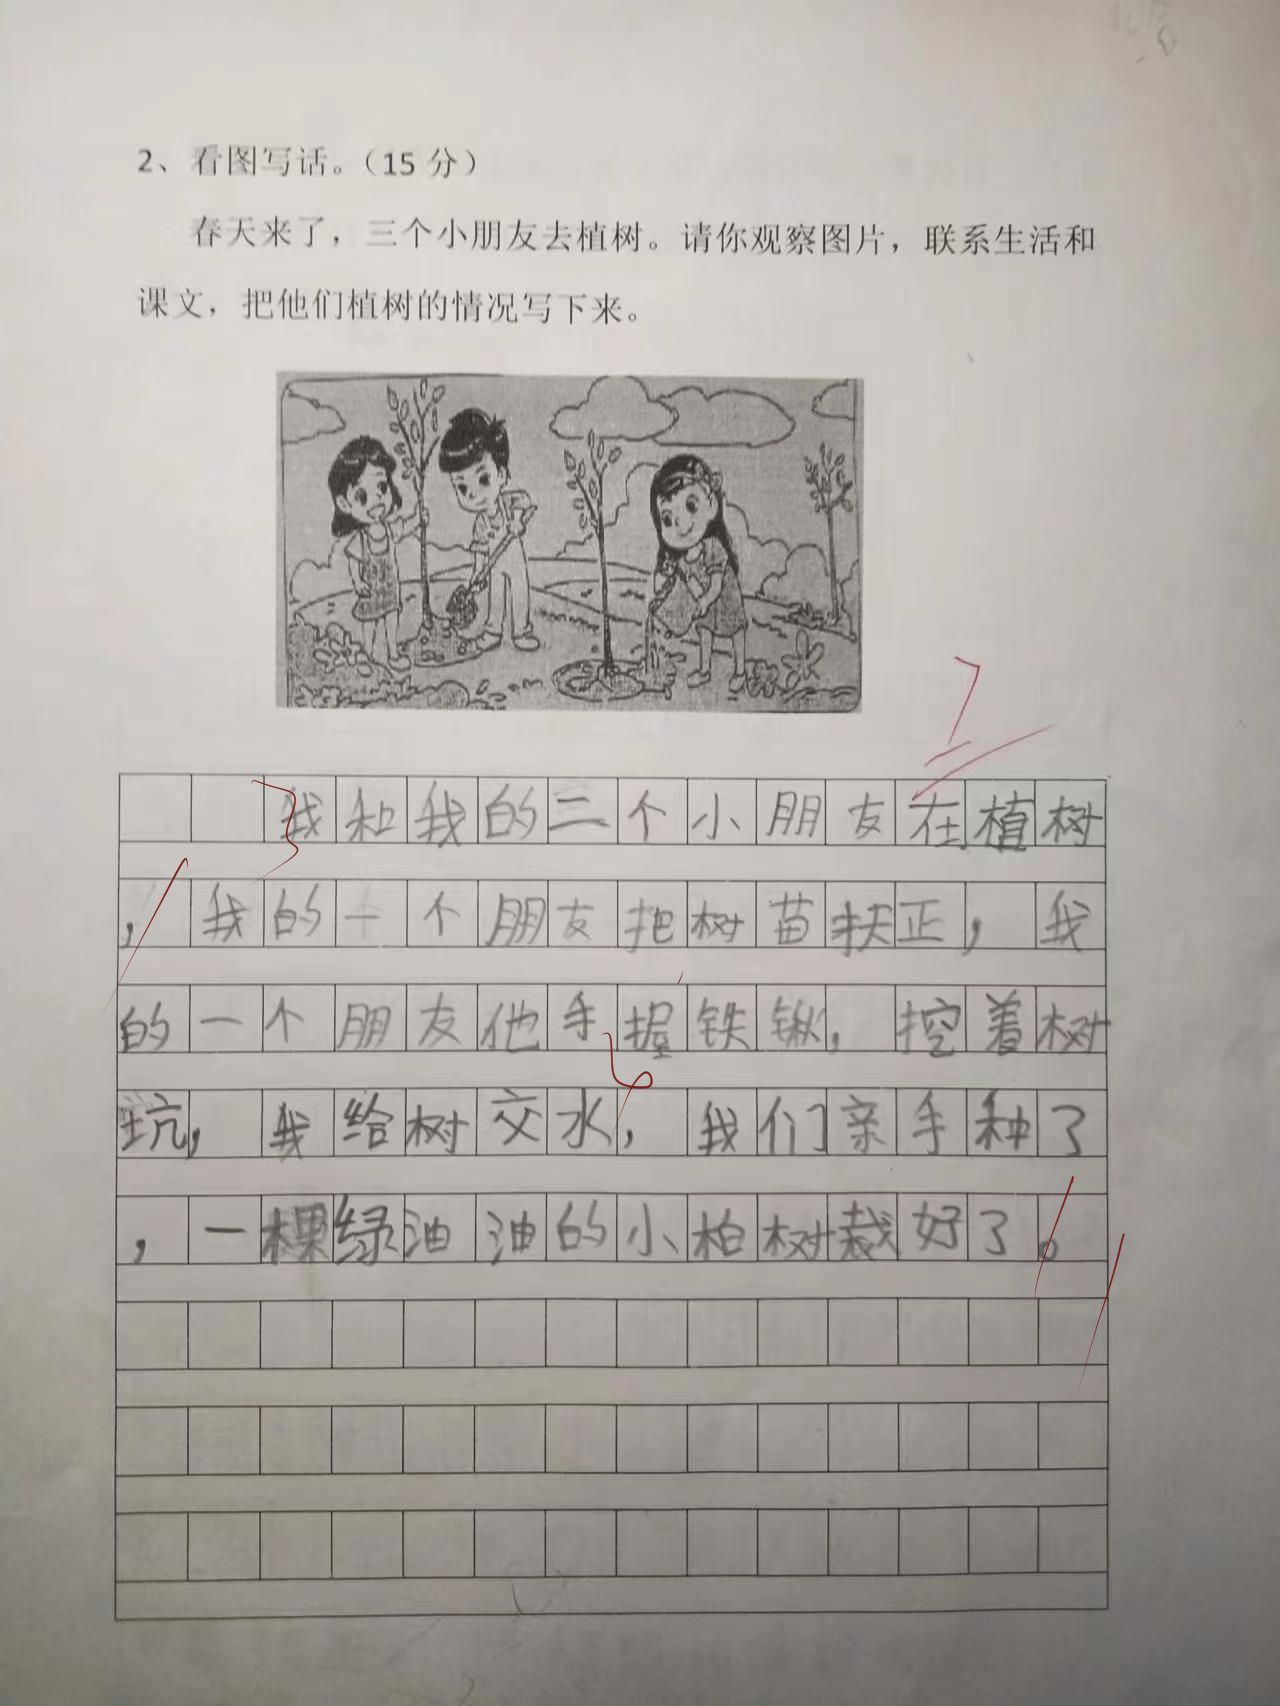 2、看图写话。（15 分）
春天来了，三个小朋友去植树。请你观察图片，联系生活和
课文，把他们植树的情况写下来。
7
我和我的二个小朋友在植树
，我的一个朋友把树苗扶正，我
的一个朋友他手握铁锹，挖着树
坑，我给树交水，我们亲手种了
，一棵绿油油的小柏树栽好了。